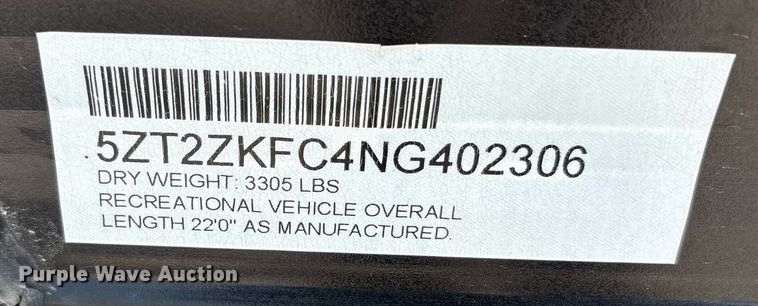 5ZT2ZKFC4NG402306
DRY WEIGHT: 3305 LBS
RECREATIONAL VEHICLE OVERALL
LENGTH 22'0" AS MANUFACTURED.
Purple Wave Auction